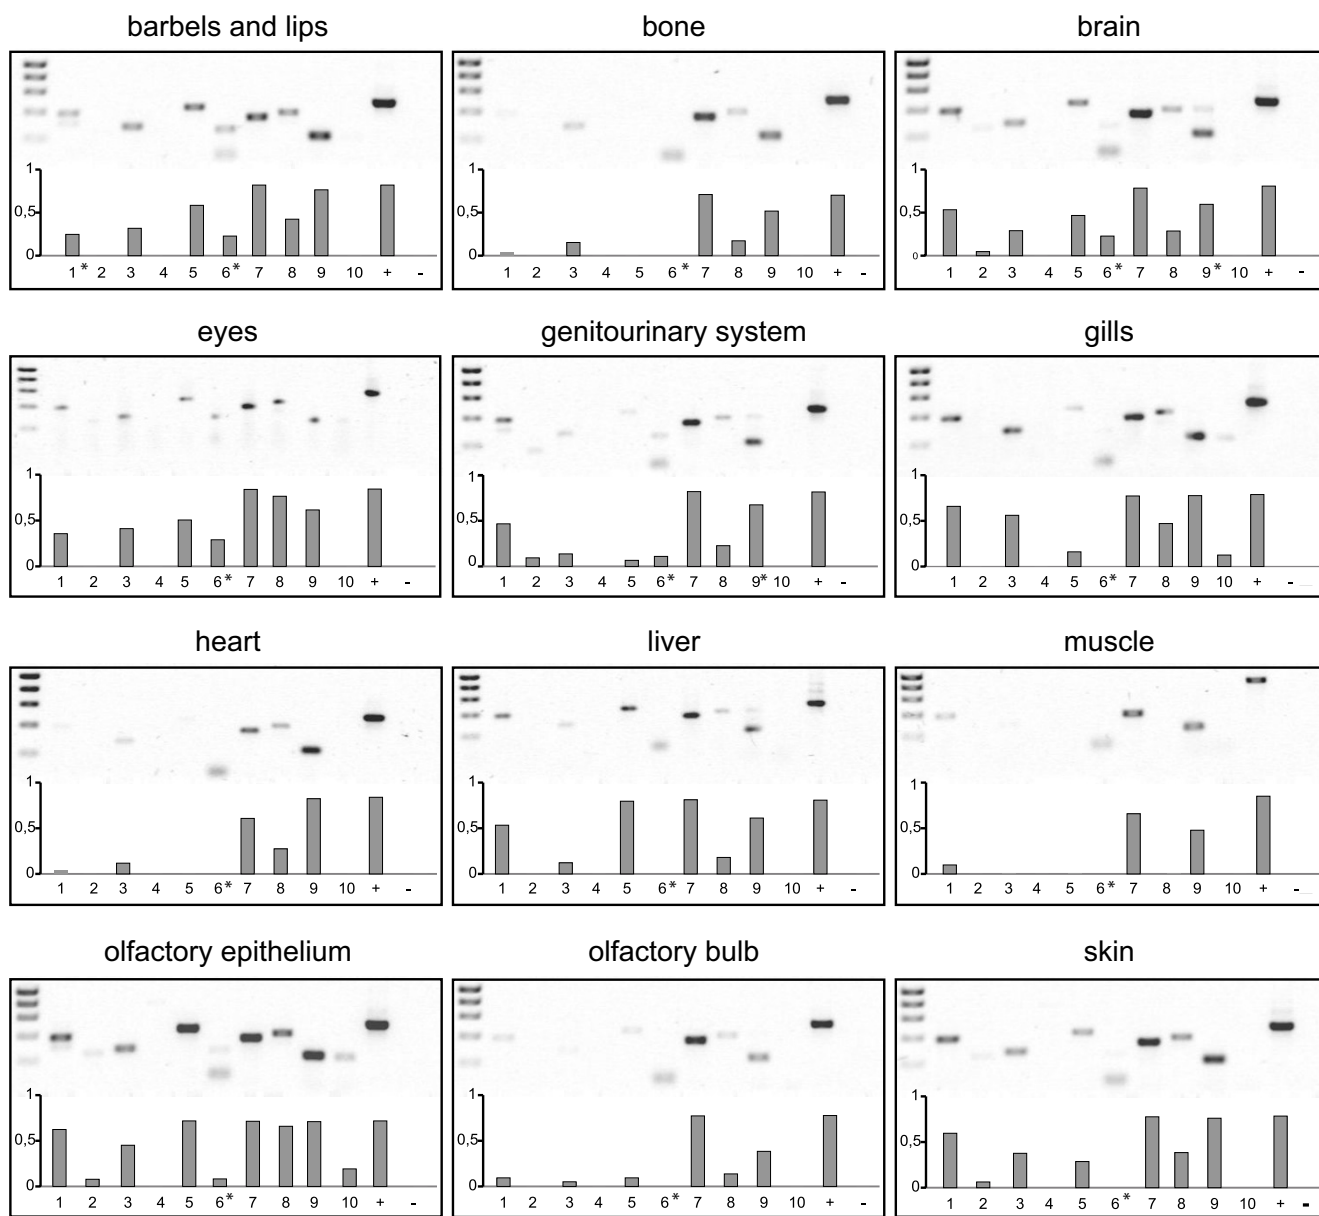 barbels and lips
1
0,5
0
1* 2 3 4 5 6* 7 8 9 10 + -
bone
1
0,5
0
1 2 3 4 5 6* 7 8 9 10 + -
brain
1
0,5
0
1 2 3 4 5 6* 7 8 9* 10 + -
eyes
1
0,5
0
1 2 3 4 5 6* 7 8 9 10 + -
genitourinary system
1
0,5
0
1 2 3 4 5 6* 7 8 9* 10 + -
gills
1
0,5
0
1 2 3 4 5 6* 7 8 9 10 + -
heart
1
0,5
0
1 2 3 4 5 6* 7 8 9 10 + -
liver
1
0,5
0
1 2 3 4 5 6* 7 8 9 10 + -
muscle
1
0,5
0
1 2 3 4 5 6* 7 8 9 10 + -
olfactory epithelium
1
0,5
0
1 2 3 4 5 6* 7 8 9 10 + -
olfactory bulb
1
0,5
0
1 2 3 4 5 6* 7 8 9 10 + -
skin
1
0,5
0
1 2 3 4 5 6* 7 8 9 10 + -